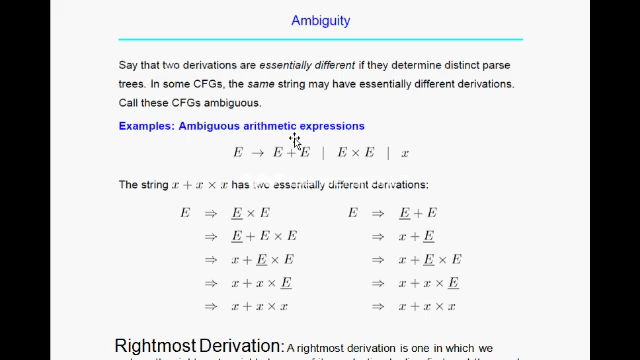 Ambiguity
Say that two derivations are essentially different if they determine distinct parse
trees. In some CFGs, the same string may have essentially different derivations.
Call these CFGs ambiguous.
Examples: Ambiguous arithmetic expressions
E → E + E | E × E | x
The string x + x × x has two essentially different derivations:
E ⇒ E × E E ⇒ E + E
⇒ E + E × E ⇒ x + E
⇒ x + E × E ⇒ x + E × E
⇒ x + x × E ⇒ x + x × E
⇒ x + x × x ⇒ x + x × x
Rightmost Derivation: A rightmost derivation is one in which we